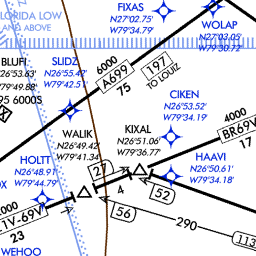 FIXAS
N27°02.75'
W79°34.79'
WOLAP
N27°03.05'
W79°30.72'
FLORIDA LOW
AND ABOVE
BLUFI
N26°53.63'
W79°49.88'
95 6000S
SLIDZ
N26°55.42'
W79°42.51'
6000
A699
75
197
TO LOUIZ
CIKEN
N26°53.52'
W79°34.19'
WALIK
N26°49.42'
W79°41.34'
KIXAL
N26°51.06'
W79°36.77'
4000
BR69V
17
HOLTT
N26°48.91'
W79°44.79'
HAAVI
N26°50.61'
W79°34.18'
27
4
52
56
290
113
1V-69V
23
WEHOO